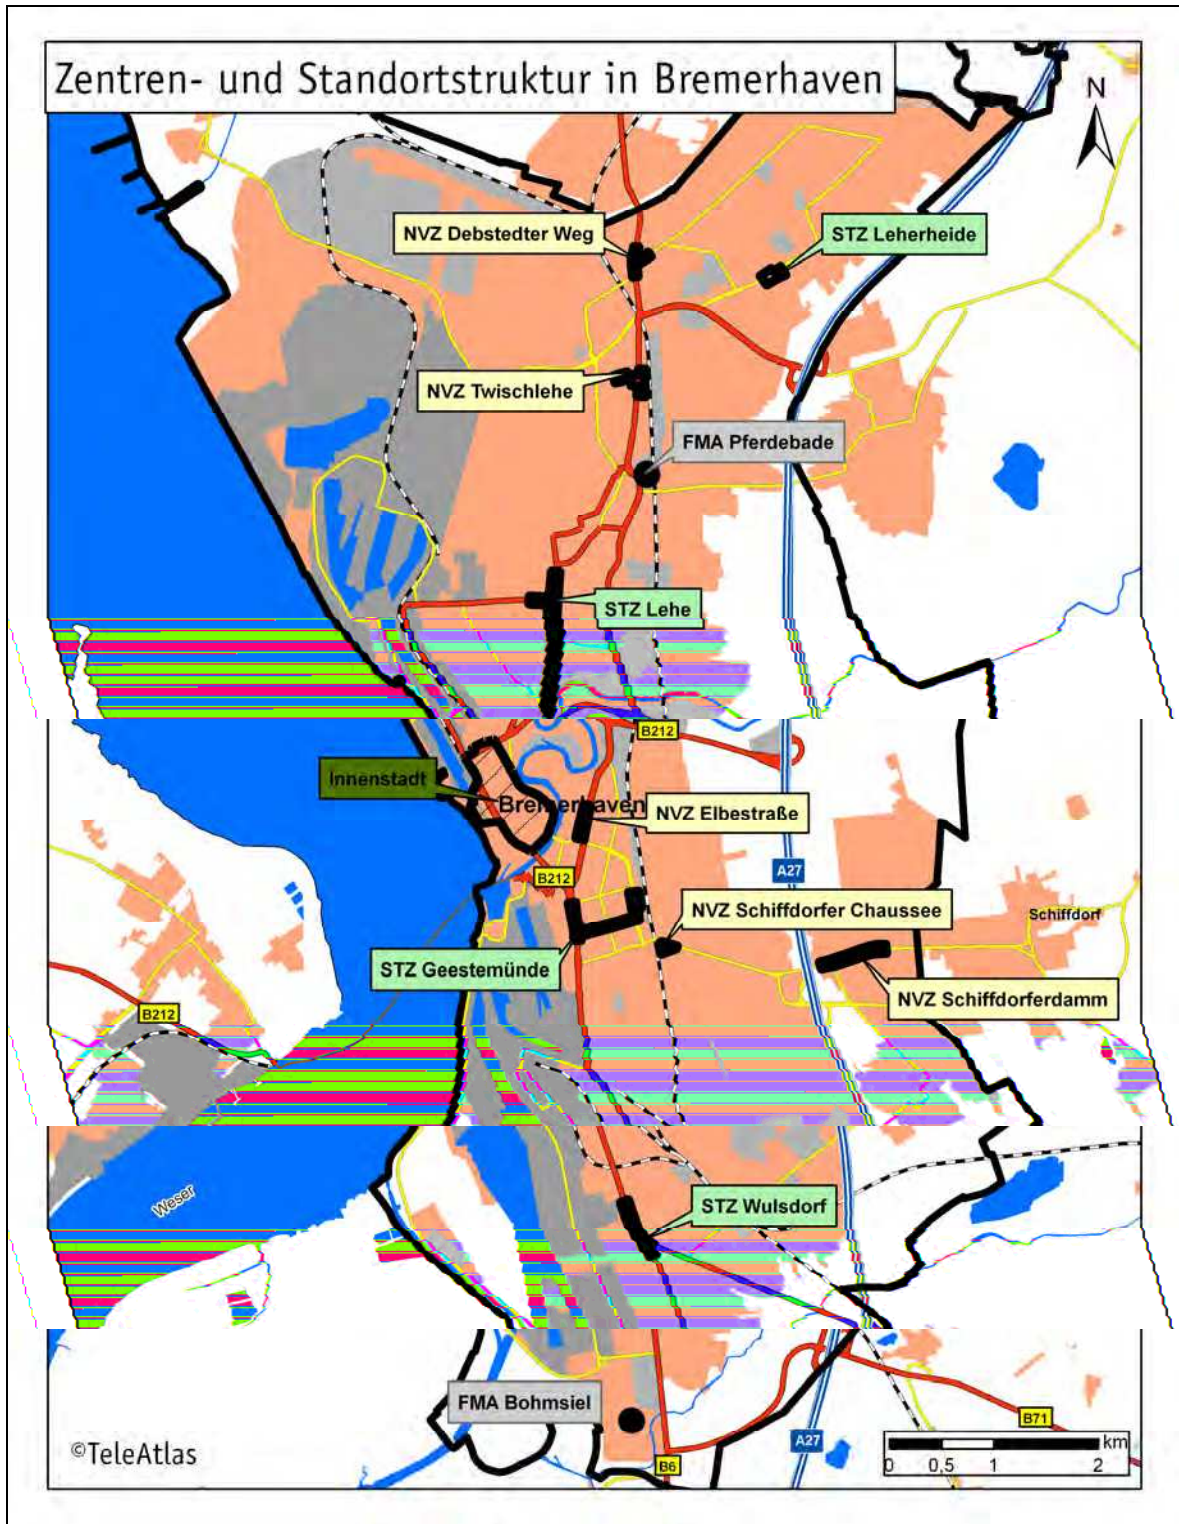 Zentren- und Standortstruktur in Bremerhaven
N
NVZ Debstedter Weg
STZ Leherheide
NVZ Twischlehe
FMA Pferdebade
STZ Lehe
B212
Innenstadt
Bremerhaven
NVZ Elbestraße
A27
B212
NVZ Schiffdorfer Chaussee
Schiffdorf
STZ Geestemünde
NVZ Schiffdorferdamm
B212
Weser
STZ Wulsdorf
FMA Bohmsiel
B71
A27
km
©TeleAtlas
B6
0 0,5 1 2